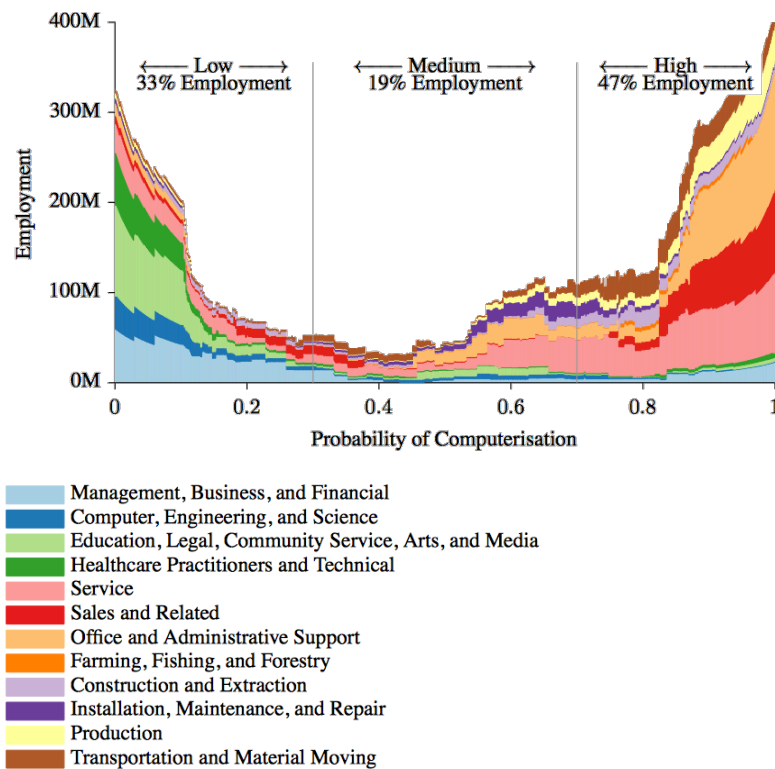 400M
Low
Medium
High
33% Employment
19% Employment
47% Employment
300M
200M
100M
0M
Employment
0
0.2
0.4
0.6
0.8
1
Probability of Computerisation
Management, Business, and Financial
Computer, Engineering, and Science
Education, Legal, Community Service, Arts, and Media
Healthcare Practitioners and Technical
Service
Sales and Related
Office and Administrative Support
Farming, Fishing, and Forestry
Construction and Extraction
Installation, Maintenance, and Repair
Production
Transportation and Material Moving